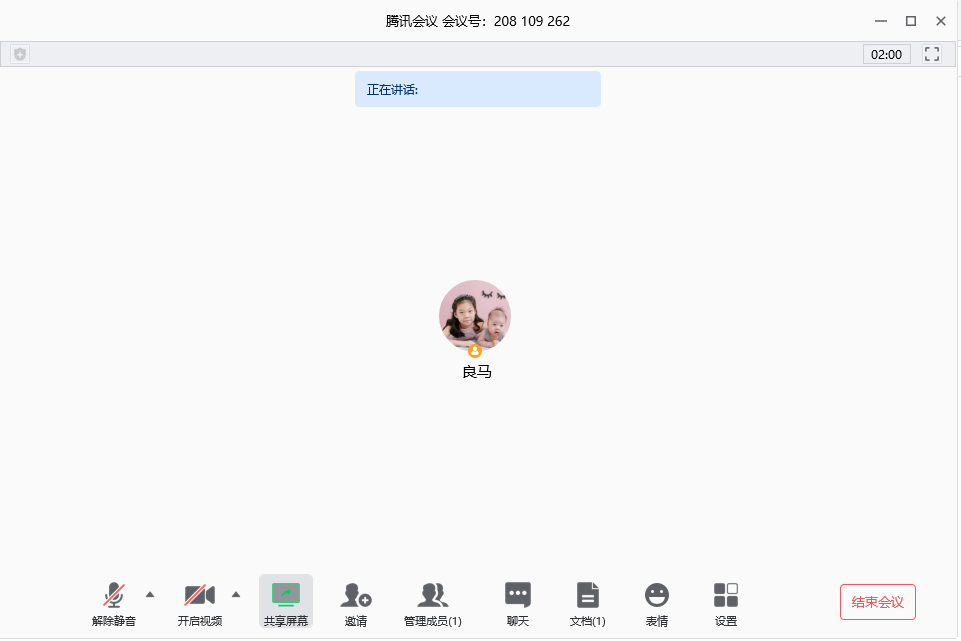 腾讯会议 会议号：208 109 262
02:00
正在讲话:
良马
解除静音 开启视频 共享屏幕 邀请 管理成员(1) 聊天 文档(1) 表情 设置 结束会议